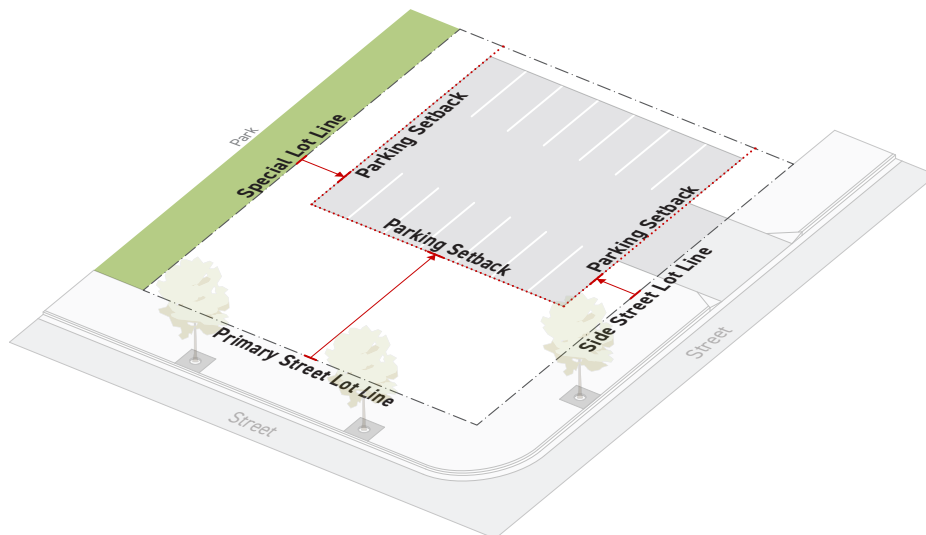 Park
Special Lot Line
Parking Setback
Parking Setback
Parking Setback
Side Street Lot Line
Primary Street Lot Line
Street
Street